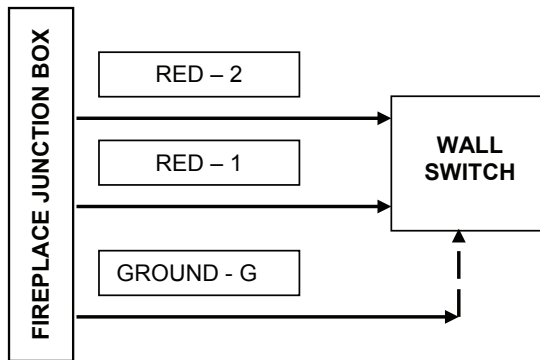 FIREPLACE JUNCTION BOX
RED – 2
RED – 1
GROUND - G
WALL
SWITCH